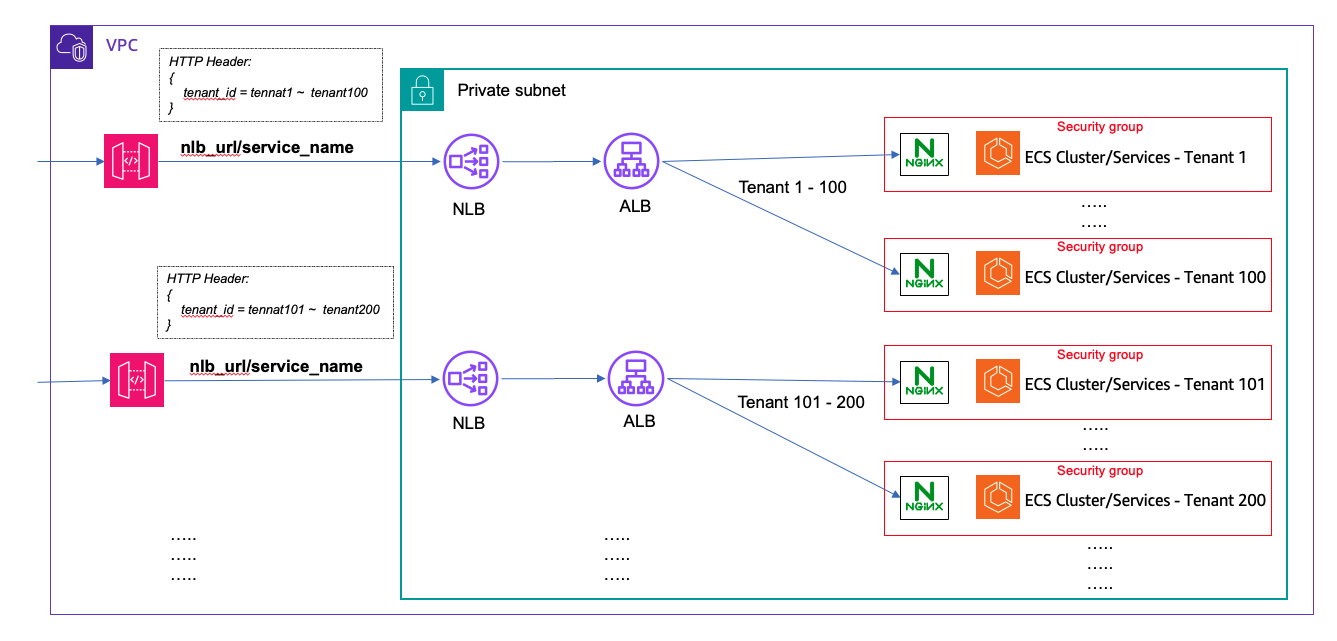 VPC
HTTP Header:
{
tenant_id = tennat1 ~ tenant100
}
Private subnet
nlb_url/service_name
NLB
ALB
Tenant 1 - 100
Security group
NGINX
ECS Cluster/Services - Tenant 1
.....
.....
Security group
NGINX
ECS Cluster/Services - Tenant 100
HTTP Header:
{
tenant_id = tennat101 ~ tenant200
}
nlb_url/service_name
NLB
ALB
Tenant 101 - 200
Security group
NGINX
ECS Cluster/Services - Tenant 101
.....
.....
Security group
NGINX
ECS Cluster/Services - Tenant 200
.....
.....
.....
.....
.....
.....
.....
.....
.....